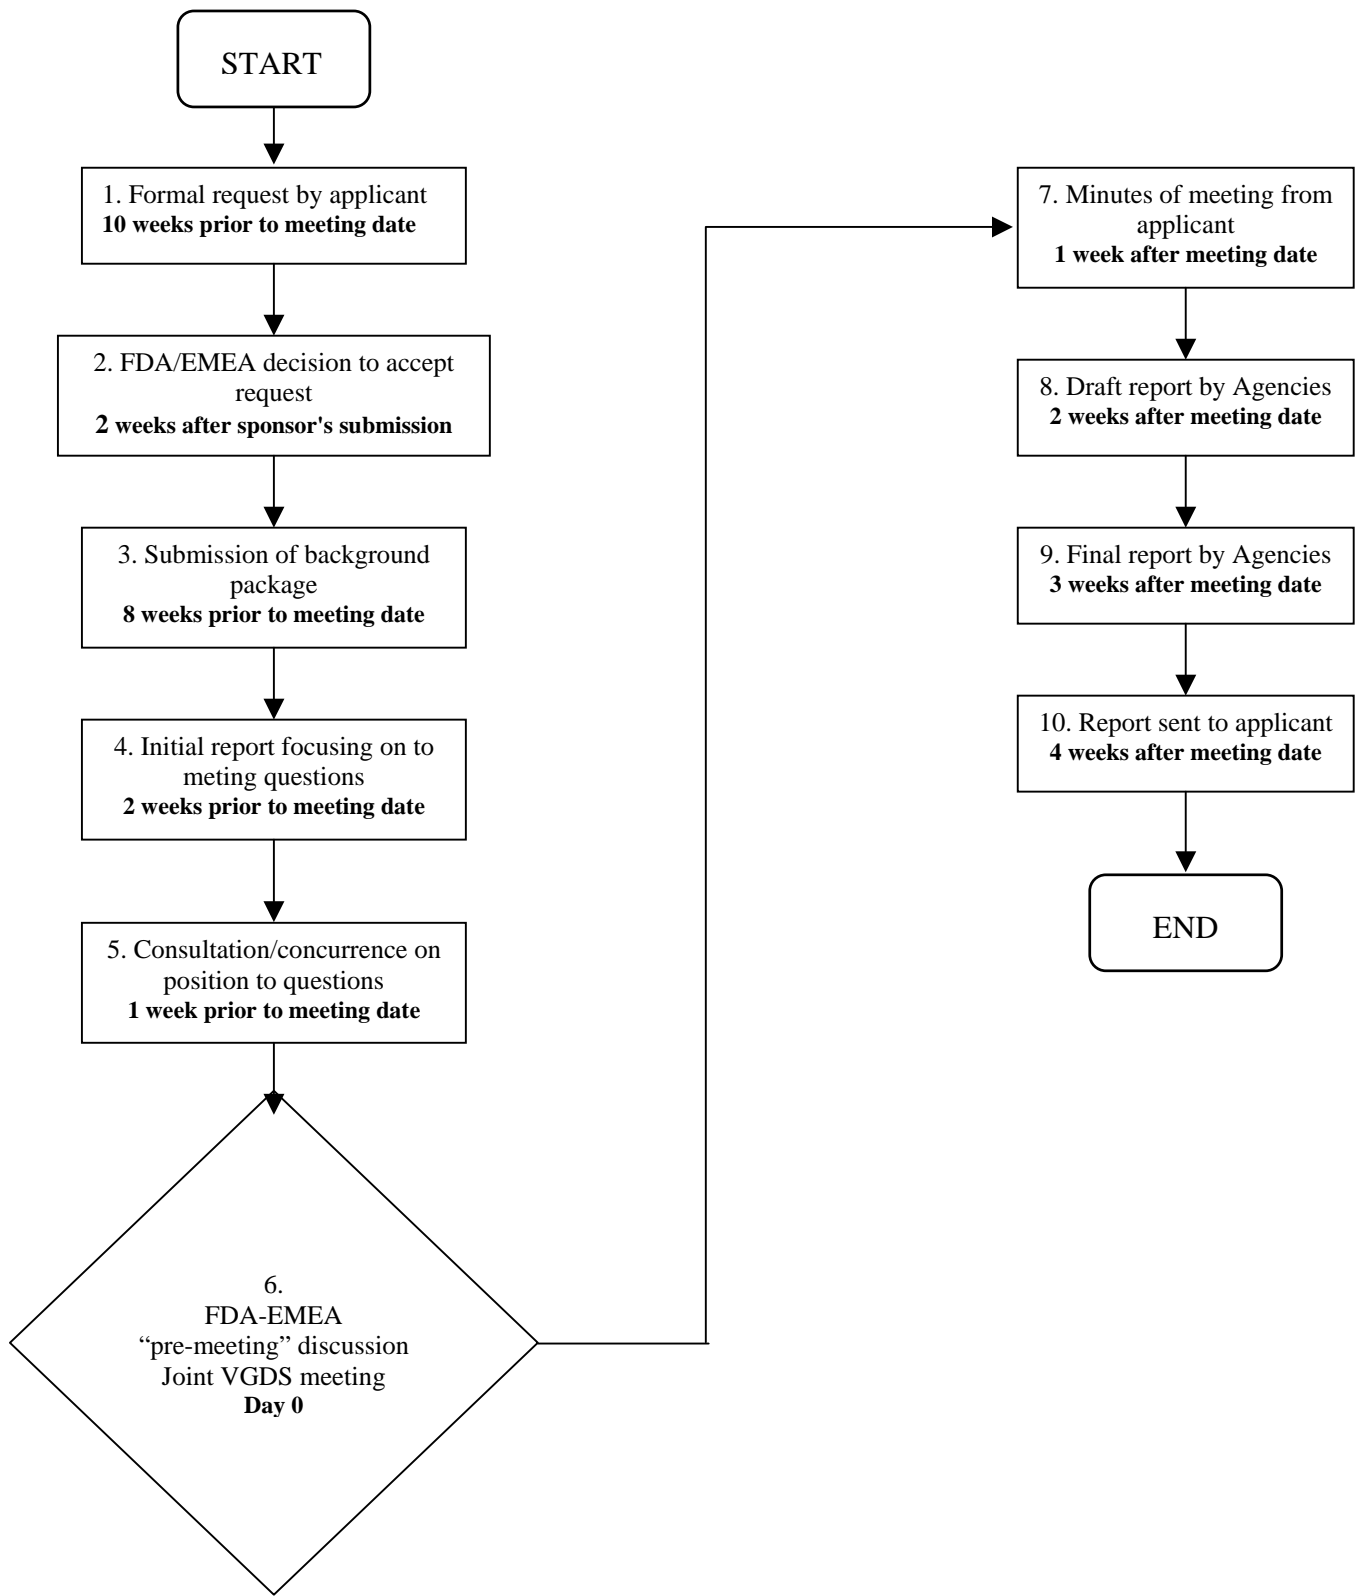 START
1. Formal request by applicant
10 weeks prior to meeting date
2. FDA/EMEA decision to accept
request
2 weeks after sponsor's submission
3. Submission of background
package
8 weeks prior to meeting date
4. Initial report focusing on to
meting questions
2 weeks prior to meeting date
5. Consultation/concurrence on
position to questions
1 week prior to meeting date
6.
FDA-EMEA
“pre-meeting” discussion
Joint VGDS meeting
Day 0
7. Minutes of meeting from
applicant
1 week after meeting date
8. Draft report by Agencies
2 weeks after meeting date
9. Final report by Agencies
3 weeks after meeting date
10. Report sent to applicant
4 weeks after meeting date
END